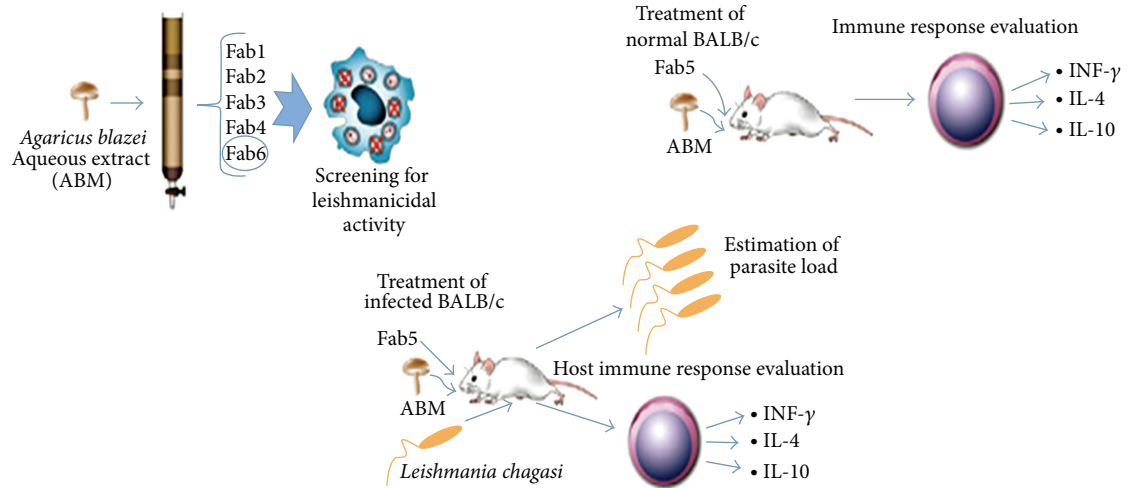 Agaricus blazei
Aqueous extract
(ABM)
Fab1
Fab2
Fab3
Fab4
Fab6
Screening for
leishmanicidal
activity
Treatment of
normal BALB/c
Fab5
ABM
Immune response evaluation
• INF-γ
• IL-4
• IL-10
Treatment of
infected BALB/c
Fab5
ABM
Leishmania chagasi
Estimation of
parasite load
Host immune response evaluation
• INF-γ
• IL-4
• IL-10